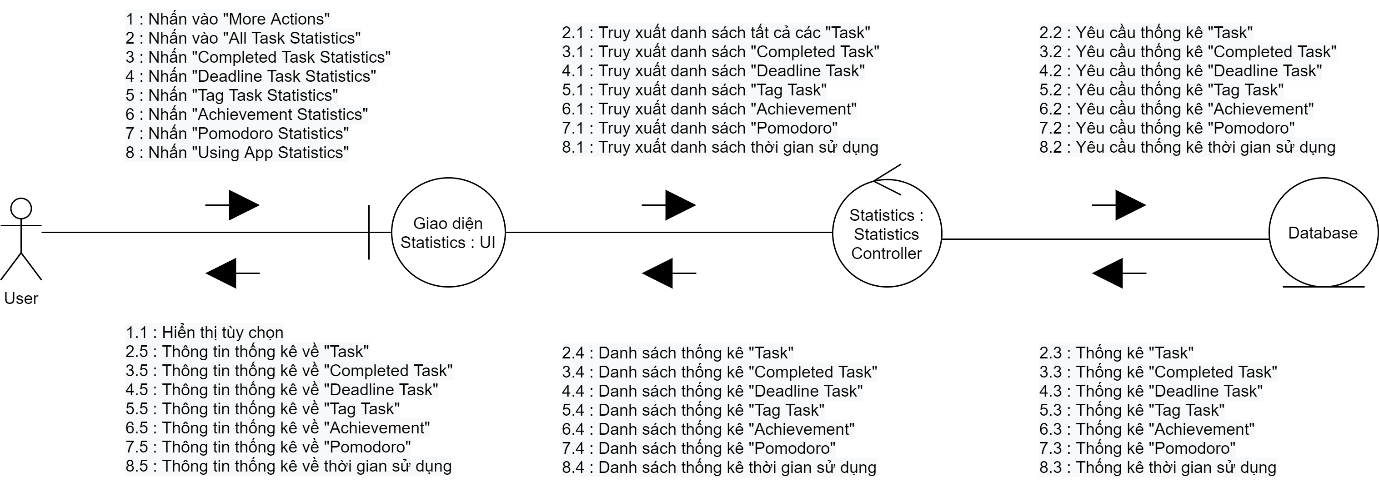 1 : Nhấn vào "More Actions"
2 : Nhấn vào "All Task Statistics"
3 : Nhấn "Completed Task Statistics"
4 : Nhấn "Deadline Task Statistics"
5 : Nhấn "Tag Task Statistics"
6 : Nhấn "Achievement Statistics"
7 : Nhấn "Pomodoro Statistics"
8 : Nhấn "Using App Statistics"
2.1 : Truy xuất danh sách tất cả các "Task"
3.1 : Truy xuất danh sách "Completed Task"
4.1 : Truy xuất danh sách "Deadline Task"
5.1 : Truy xuất danh sách "Tag Task"
6.1 : Truy xuất danh sách "Achievement"
7.1 : Truy xuất danh sách "Pomodoro"
8.1 : Truy xuất danh sách thời gian sử dụng
2.2 : Yêu cầu thống kê "Task"
3.2 : Yêu cầu thống kê "Completed Task"
4.2 : Yêu cầu thống kê "Deadline Task"
5.2 : Yêu cầu thống kê "Tag Task"
6.2 : Yêu cầu thống kê "Achievement"
7.2 : Yêu cầu thống kê "Pomodoro"
8.2 : Yêu cầu thống kê thời gian sử dụng
User
Giao diện
Statistics : UI
Statistics :
Statistics
Controller
Database
1.1 : Hiển thị tùy chọn
2.5 : Thông tin thống kê về "Task"
3.5 : Thông tin thống kê về "Completed Task"
4.5 : Thông tin thống kê về "Deadline Task"
5.5 : Thông tin thống kê về "Tag Task"
6.5 : Thông tin thống kê về "Achievement"
7.5 : Thông tin thống kê về "Pomodoro"
8.5 : Thông tin thống kê về thời gian sử dụng
2.4 : Danh sách thống kê "Task"
3.4 : Danh sách thống kê "Completed Task"
4.4 : Danh sách thống kê "Deadline Task"
5.4 : Danh sách thống kê "Tag Task"
6.4 : Danh sách thống kê "Achievement"
7.4 : Danh sách thống kê "Pomodoro"
8.4 : Danh sách thống kê thời gian sử dụng
2.3 : Thống kê "Task"
3.3 : Thống kê "Completed Task"
4.3 : Thống kê "Deadline Task"
5.3 : Thống kê "Tag Task"
6.3 : Thống kê "Achievement"
7.3 : Thống kê "Pomodoro"
8.3 : Thống kê thời gian sử dụng